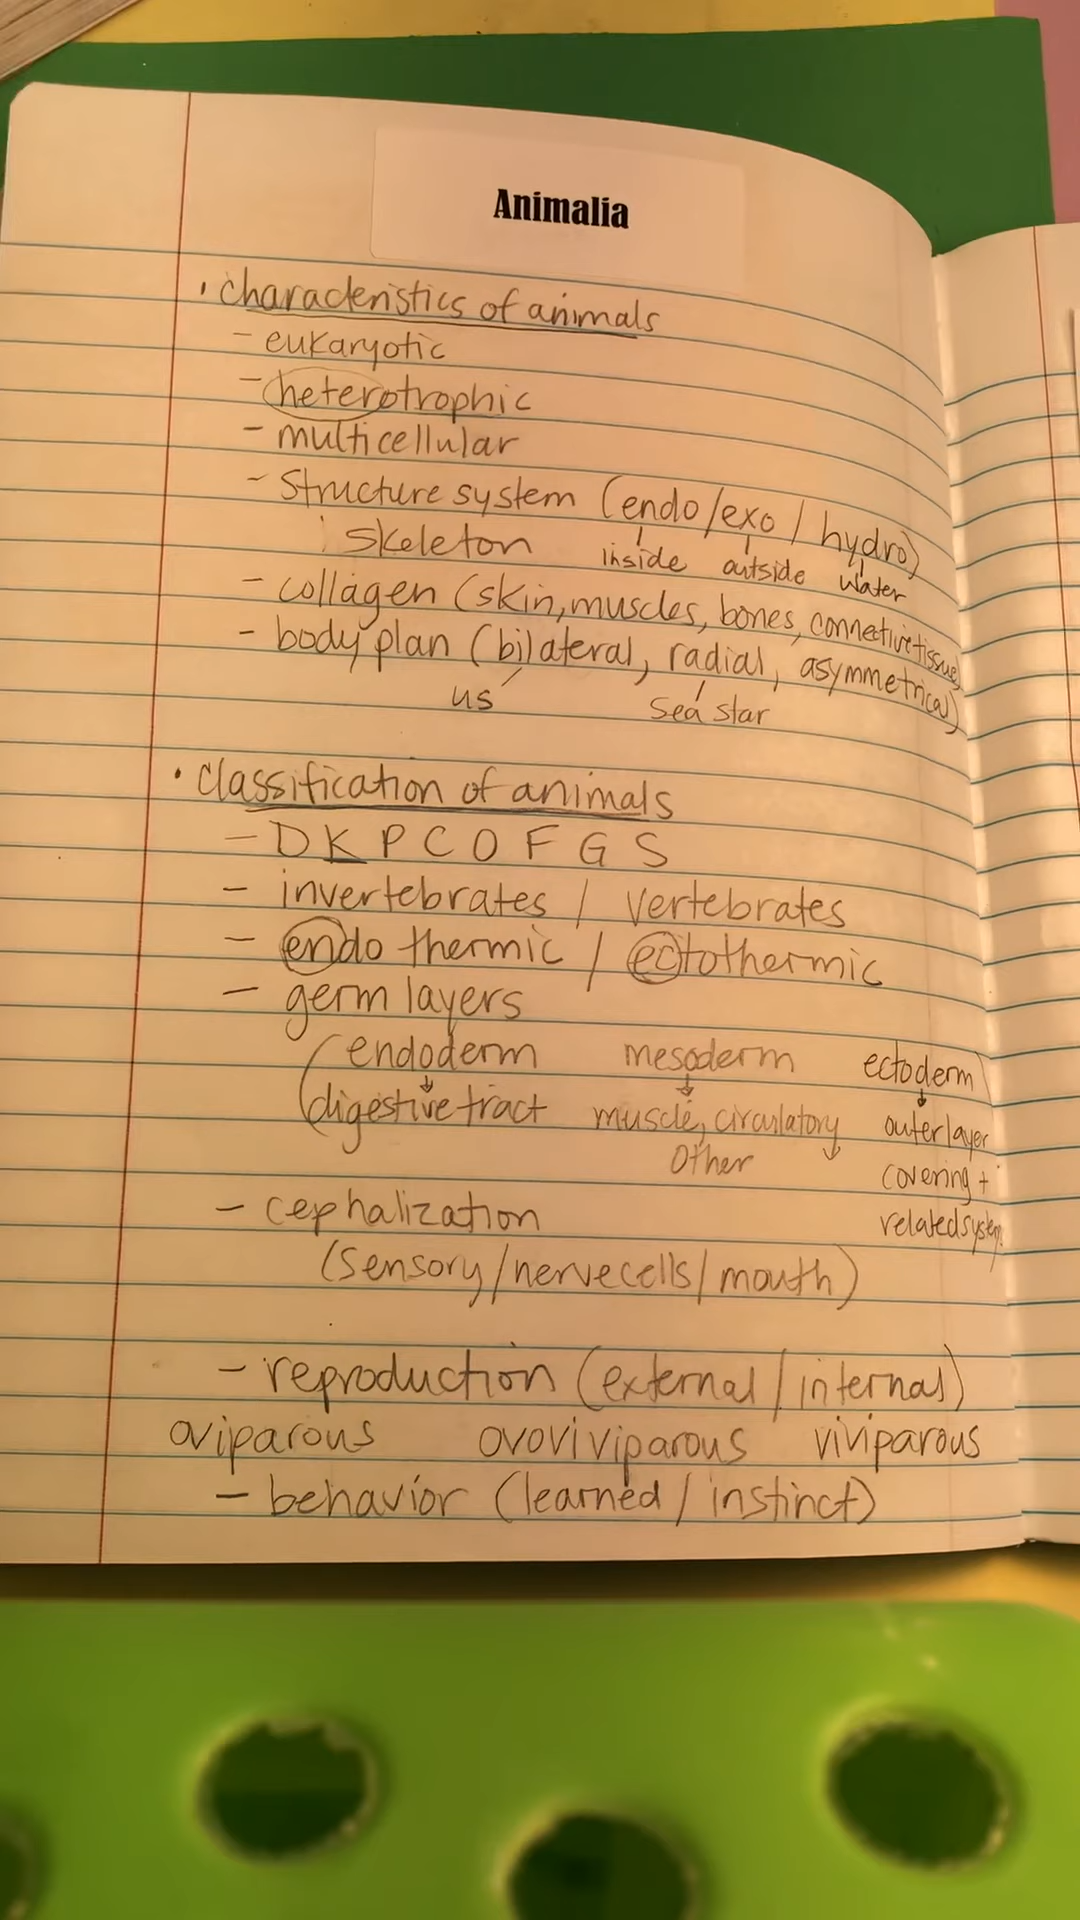 Animalia
• characteristics of animals
- eukaryotic
- heterotrophic
- multicellular
- Structure system (endo/exo / hydro)
skeleton inside outside water
- collagen (skin, muscles, bones, connective tissue)
- body plan (bilateral, radial, asymmetrical)
us sea star
• Classification of animals
- D K P C O F G S
- invertebrates / vertebrates
- endo thermic / ectothermic
- germ layers
(endoderm mesoderm ectoderm)
digestive tract muscle, circulatory outer layer
other covering +
- cephalization related system
(sensory/nerve cells/mouth)
- reproduction (external / internal)
oviparous ovoviviparous viviparous
- behavior (learned / instinct)